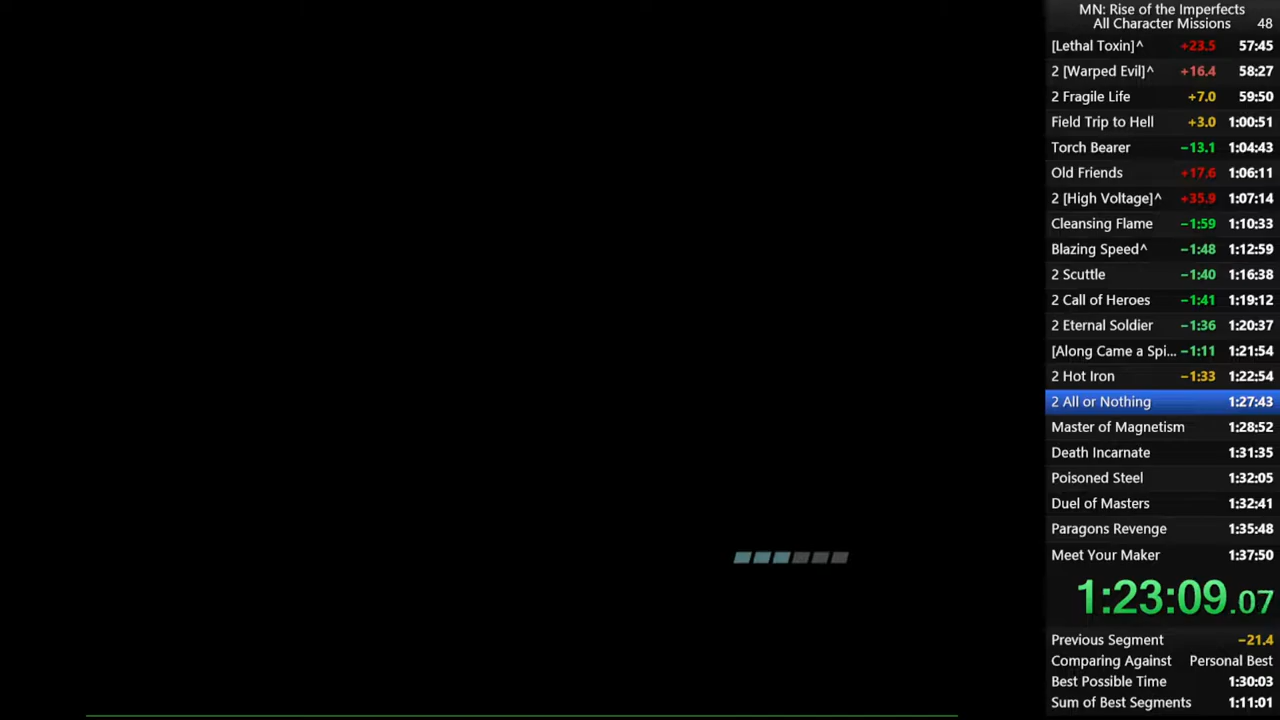 MN: Rise of the Imperfects
All Character Missions 48
[Lethal Toxin]^ +23.5 57:45
2 [Warped Evil]^ +16.4 58:27
2 Fragile Life +7.0 59:50
Field Trip to Hell +3.0 1:00:51
Torch Bearer −13.1 1:04:43
Old Friends +17.6 1:06:11
2 [High Voltage]^ +35.9 1:07:14
Cleansing Flame −1:59 1:10:33
Blazing Speed^ −1:48 1:12:59
2 Scuttle −1:40 1:16:38
2 Call of Heroes −1:41 1:19:12
2 Eternal Soldier −1:36 1:20:37
[Along Came a Spi... −1:11 1:21:54
2 Hot Iron −1:33 1:22:54
2 All or Nothing 1:27:43
Master of Magnetism 1:28:52
Death Incarnate 1:31:35
Poisoned Steel 1:32:05
Duel of Masters 1:32:41
Paragons Revenge 1:35:48
Meet Your Maker 1:37:50
1:23:09.07
Previous Segment −21.4
Comparing Against Personal Best
Best Possible Time 1:30:03
Sum of Best Segments 1:11:01